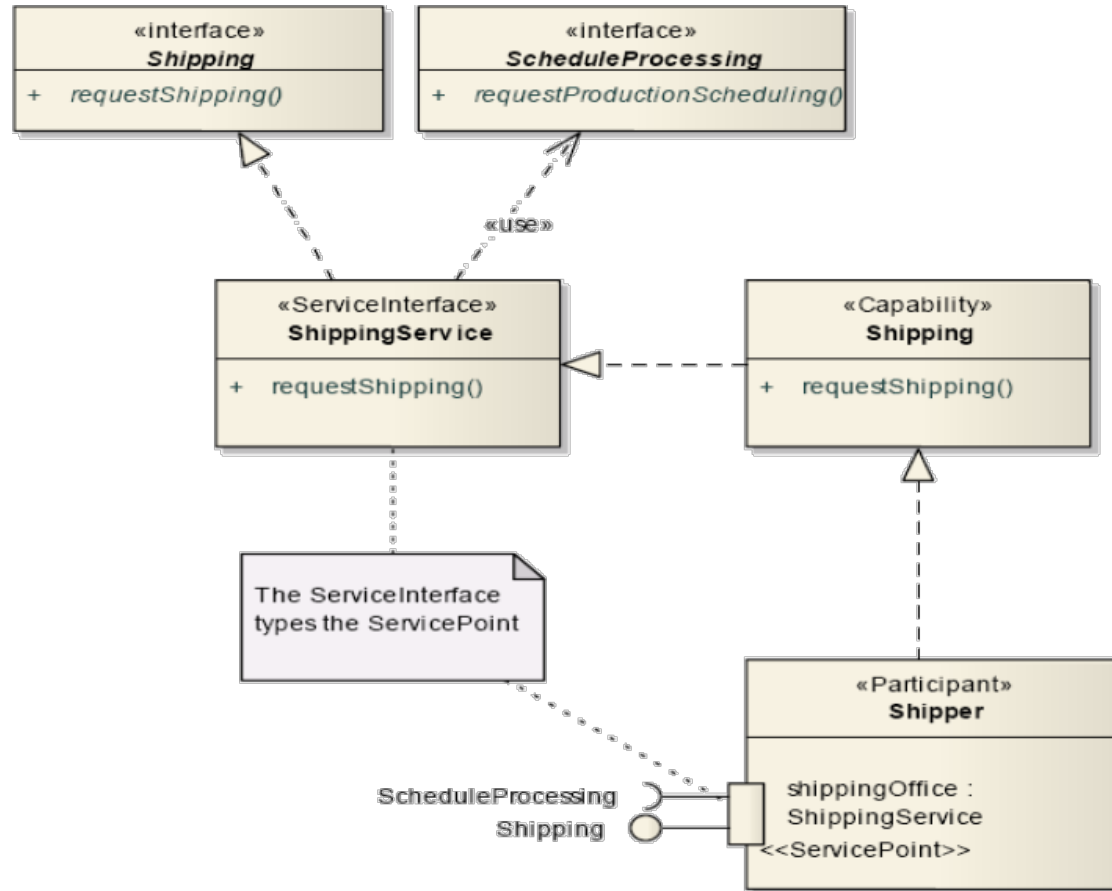 «interface»
Shipping
+ requestShipping()
«interface»
ScheduleProcessing
+ requestProductionScheduling()
«use»
«ServiceInterface»
ShippingService
+ requestShipping()
«Capability»
Shipping
+ requestShipping()
The ServiceInterface
types the ServicePoint
«Participant»
Shipper
shippingOffice :
ShippingService
<<ServicePoint>>
ScheduleProcessing
Shipping